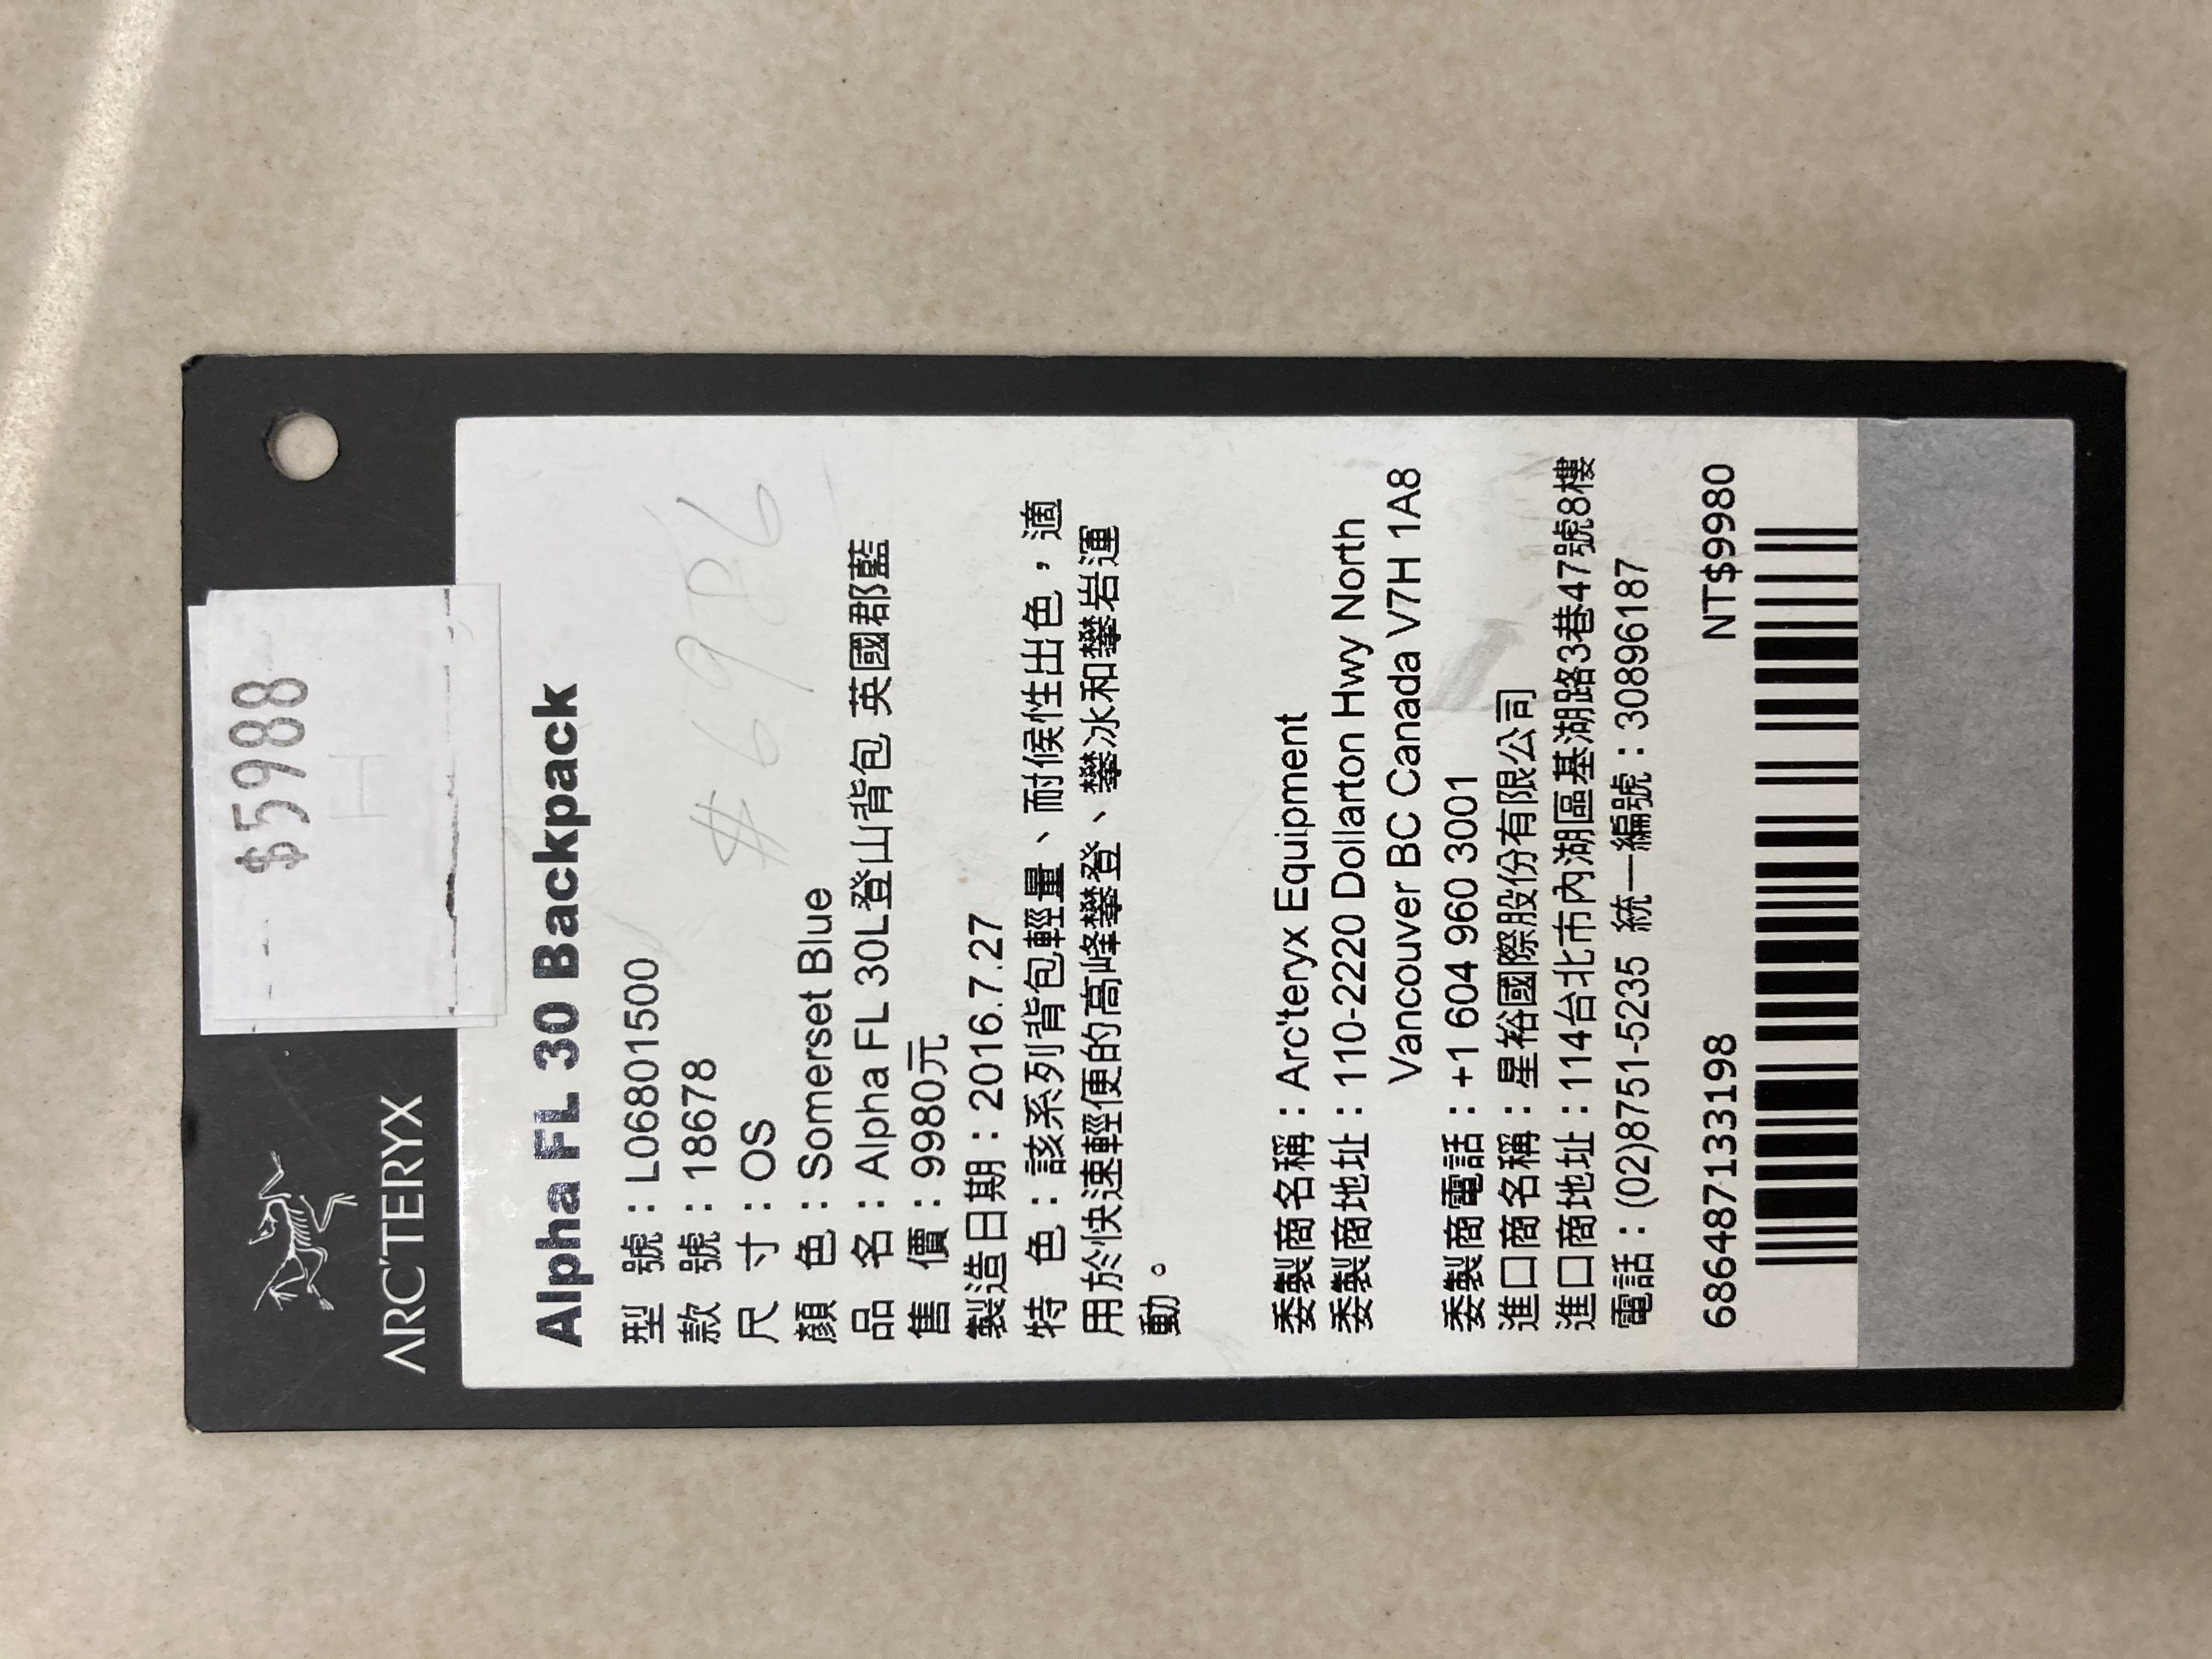 $5988
ARC'TERYX
Alpha FL 30 Backpack
型 號：L06801500
款 號：18678
尺 寸：OS
顏 色：Somerset Blue
品 名：Alpha FL 30L登山背包 英國郡藍
售 價：9980元
製造日期：2016.7.27
特 色：該系列背包輕量、耐候性出色，適
用於快速輕便的高峰攀登、攀冰和攀岩運
動。
委製商名稱：Arc'teryx Equipment
委製商地址：110-2220 Dollarton Hwy North
Vancouver BC Canada V7H 1A8
委製商電話：+1 604 960 3001
進口商名稱：星裕國際股份有限公司
進口商地址：114台北市內湖區基湖路3巷47號8樓
電話：(02)8751-5235 統一編號：30896187
686487133198 NT$9980